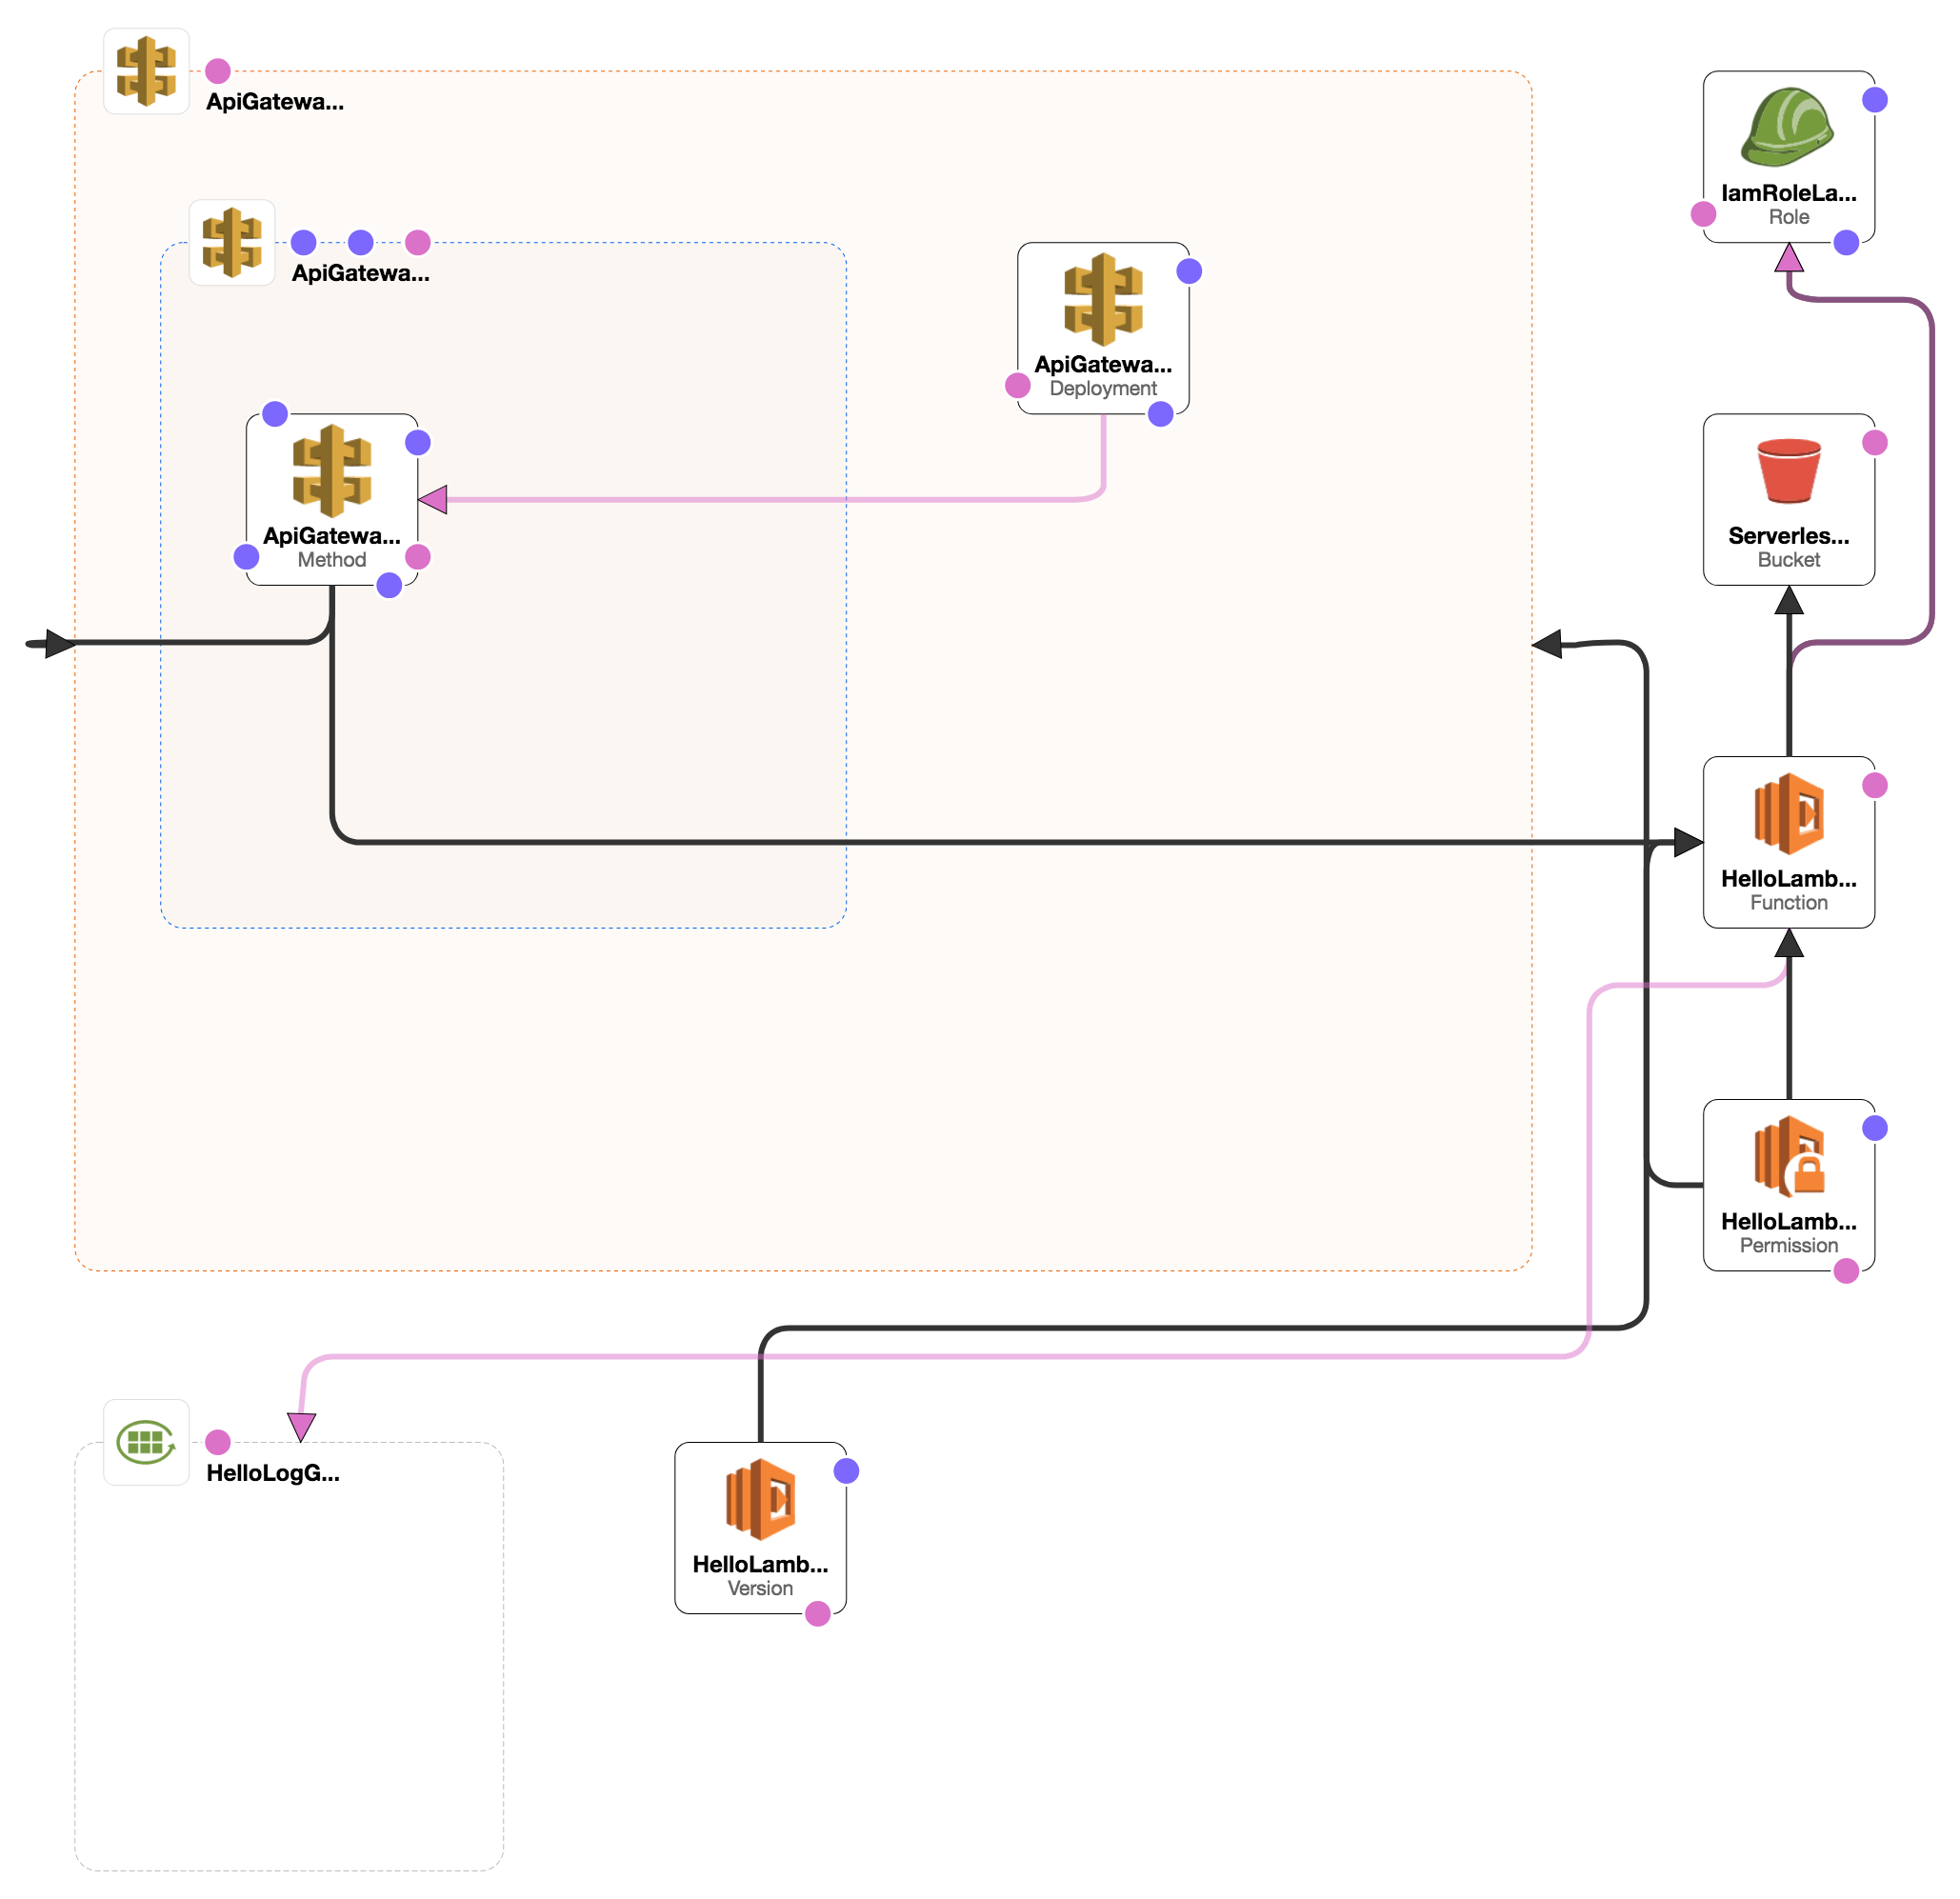 ApiGatewa...
IamRoleLa...
Role
ApiGatewa...
ApiGatewa...
Deployment
ApiGatewa...
Method
Serverles...
Bucket
HelloLamb...
Function
HelloLamb...
Permission
HelloLogG...
HelloLamb...
Version